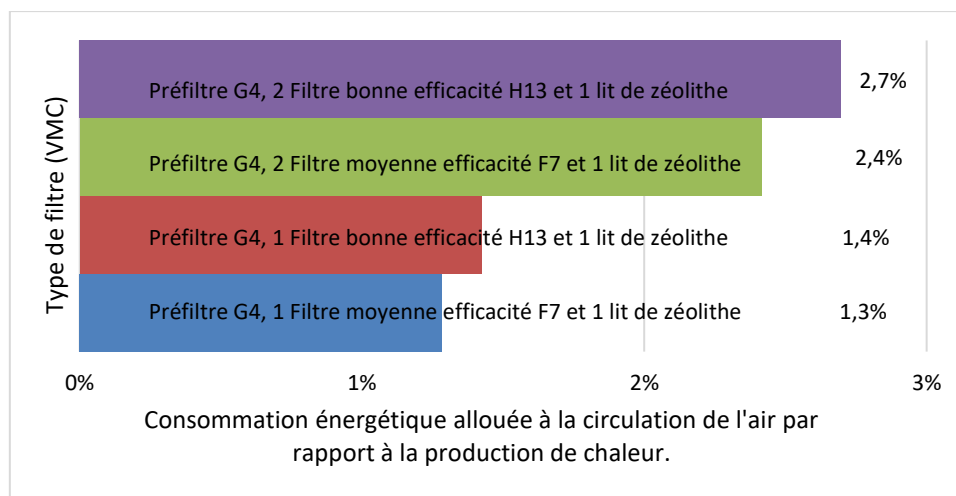 Type de filtre (VMC)
Préfiltre G4, 2 Filtre bonne efficacité H13 et 1 lit de zéolithe 2,7%
Préfiltre G4, 2 Filtre moyenne efficacité F7 et 1 lit de zéolithe 2,4%
Préfiltre G4, 1 Filtre bonne efficacité H13 et 1 lit de zéolithe 1,4%
Préfiltre G4, 1 Filtre moyenne efficacité F7 et 1 lit de zéolithe 1,3%
0% 1% 2% 3%
Consommation énergétique allouée à la circulation de l'air par
rapport à la production de chaleur.